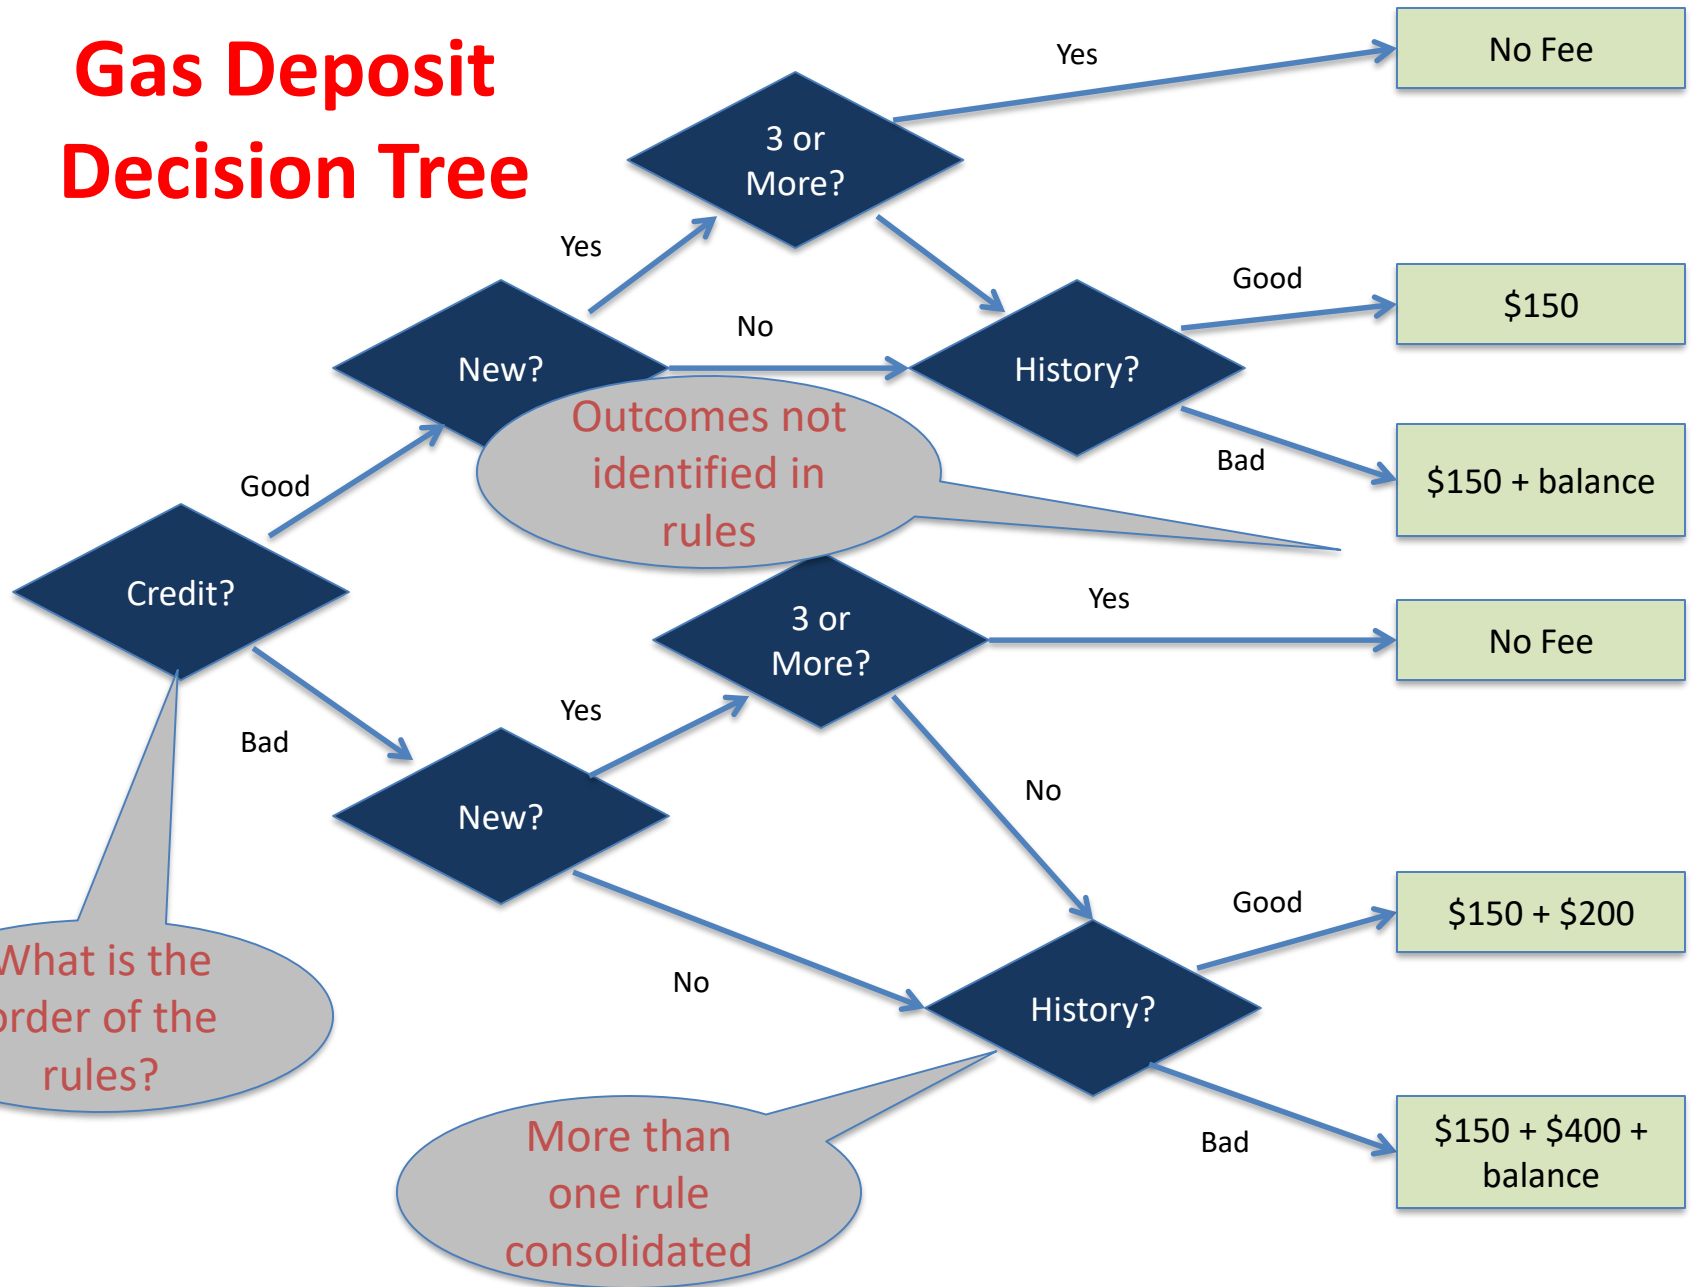 Gas Deposit
Decision Tree
Yes
No Fee
3 or
More?
Yes
Good
$150
No
New?
History?
Outcomes not
identified in
rules
Good
Bad
$150 + balance
Credit?
3 or
More?
Yes
No Fee
Yes
Bad
No
New?
Good
$150 + $200
What is the
order of the
rules?
No
History?
More than
one rule
consolidated
Bad
$150 + $400 +
balance